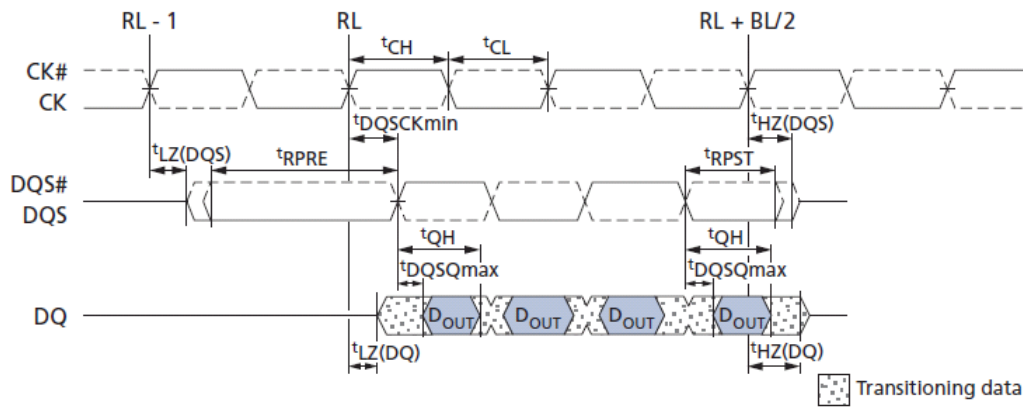 RL - 1 RL RL + BL/2
tCH tCL
CK#
CK
tDQSCKmin tHZ(DQS)
tLZ(DQS) tRPRE tRPST
DQS#
DQS
tQH tQH
tDQSQmax tDQSQmax
DQ DOUT DOUT DOUT DOUT
tLZ(DQ) tHZ(DQ)
Transitioning data